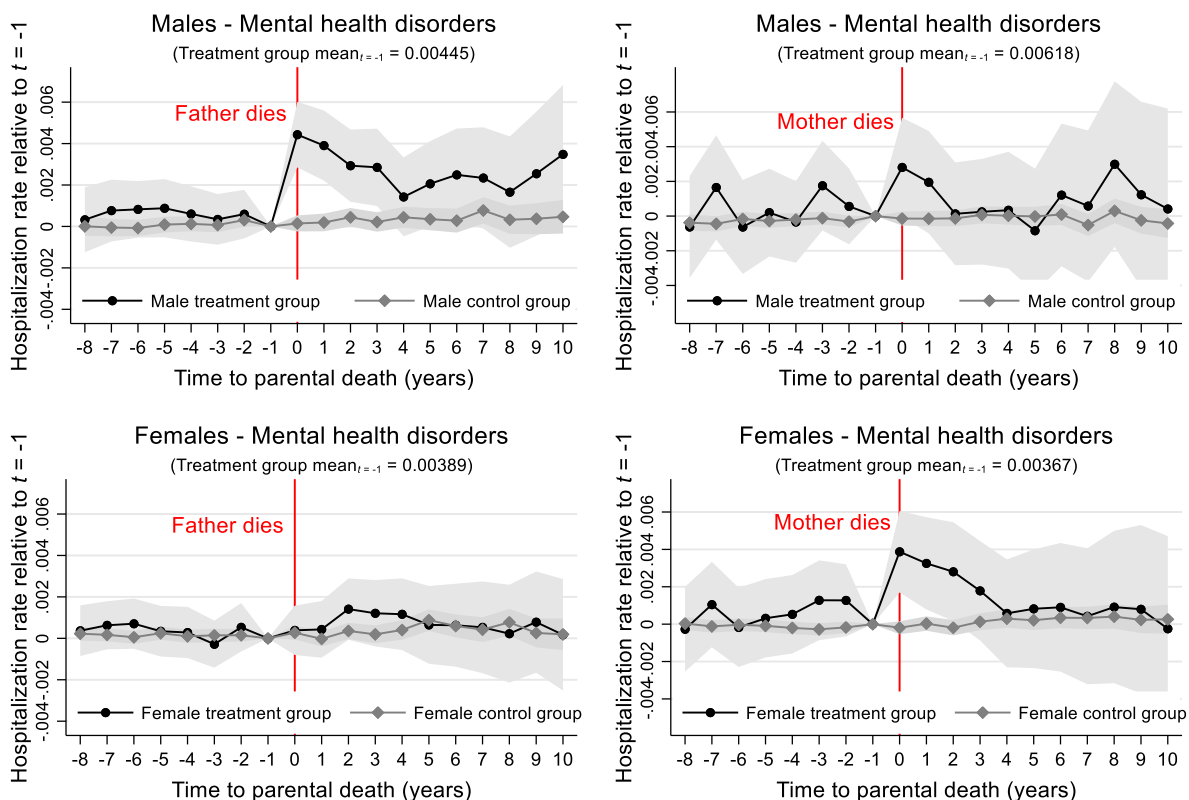 Males - Mental health disorders
(Treatment group mean t = -1 = 0.00445)
Hospitalization rate relative to t = -1
.006
.004
.002
0
-.002
-.004
Father dies
Male treatment group
Male control group
-8 -7 -6 -5 -4 -3 -2 -1 0 1 2 3 4 5 6 7 8 9 10
Time to parental death (years)
Males - Mental health disorders
(Treatment group mean t = -1 = 0.00618)
Hospitalization rate relative to t = -1
.006
.004
.002
0
-.002
-.004
Mother dies
Male treatment group
Male control group
-8 -7 -6 -5 -4 -3 -2 -1 0 1 2 3 4 5 6 7 8 9 10
Time to parental death (years)
Females - Mental health disorders
(Treatment group mean t = -1 = 0.00389)
Hospitalization rate relative to t = -1
.006
.004
.002
0
-.002
-.004
Father dies
Female treatment group
Female control group
-8 -7 -6 -5 -4 -3 -2 -1 0 1 2 3 4 5 6 7 8 9 10
Time to parental death (years)
Females - Mental health disorders
(Treatment group mean t = -1 = 0.00367)
Hospitalization rate relative to t = -1
.006
.004
.002
0
-.002
-.004
Mother dies
Female treatment group
Female control group
-8 -7 -6 -5 -4 -3 -2 -1 0 1 2 3 4 5 6 7 8 9 10
Time to parental death (years)